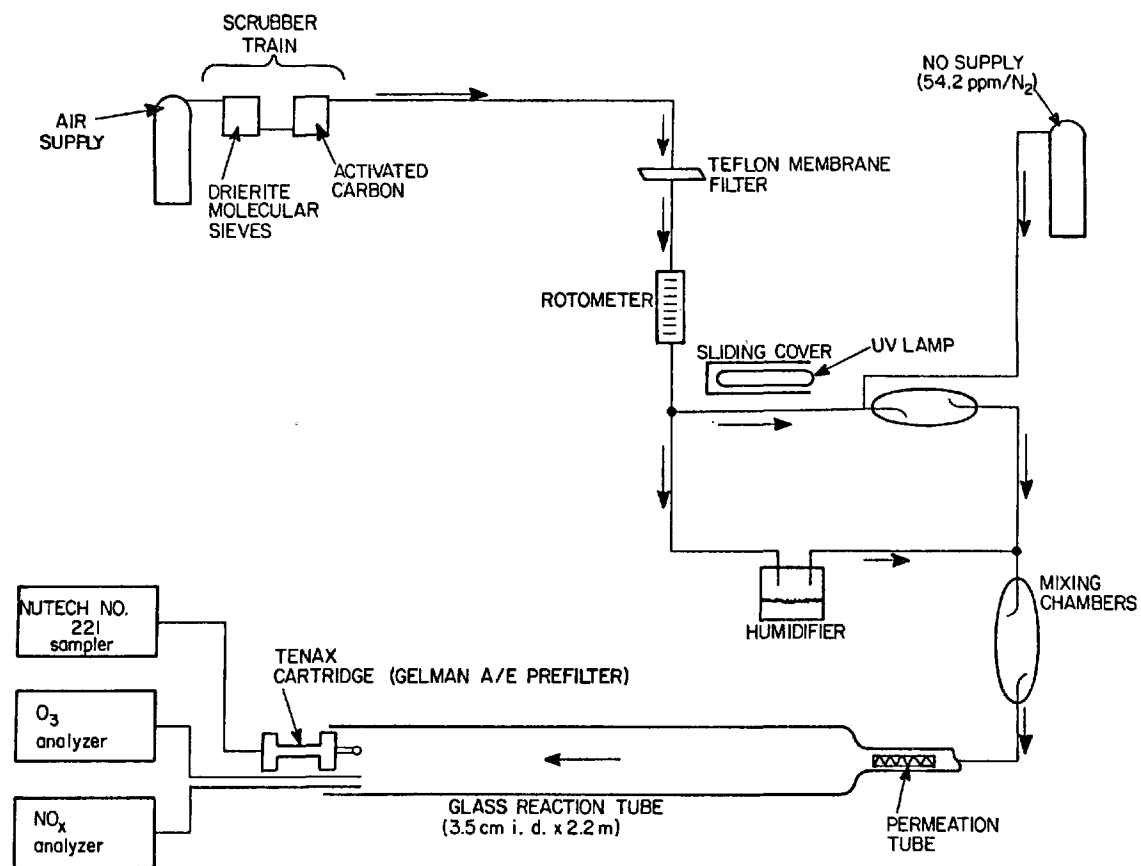 SCRUBBER
TRAIN
NO SUPPLY
(54.2 ppm/N2)
AIR
SUPPLY
DRIERITE
MOLECULAR
SIEVES
ACTIVATED
CARBON
TEFLON MEMBRANE
FILTER
ROTOMETER
SLIDING COVER
UV LAMP
HUMIDIFIER
MIXING
CHAMBERS
NUTECH NO.
221
sampler
TENAX
CARTRIDGE (GELMAN A/E PREFILTER)
O3
analyzer
NOx
analyzer
GLASS REACTION TUBE
(3.5 cm i. d. x 2.2 m)
PERMEATION
TUBE